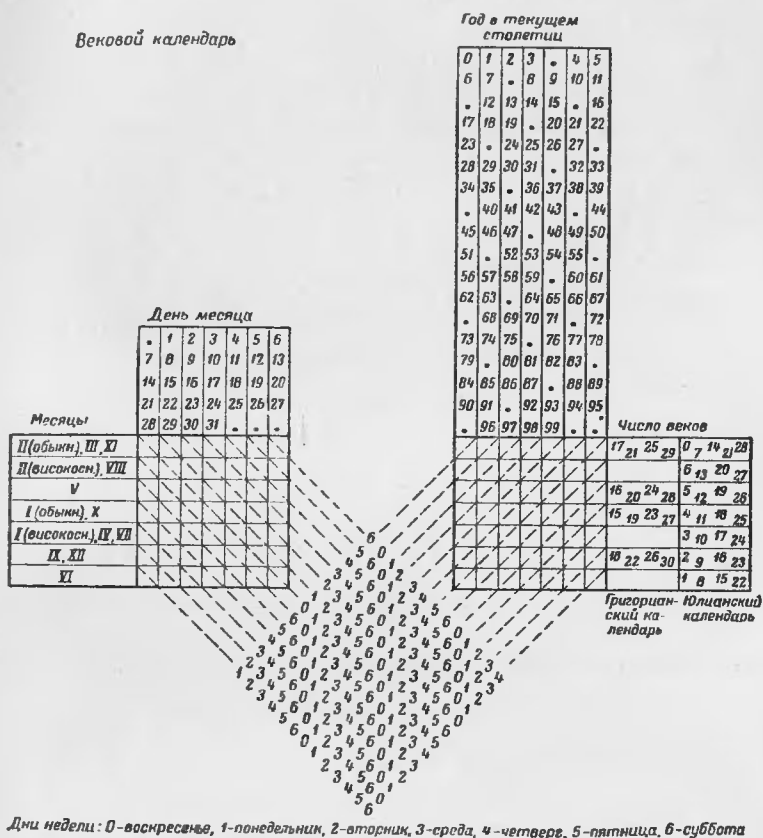 Вековой календарь
Год в текущем
столетии
0 1 2 3 . 4 5
6 7 . 8 9 10 11
. 12 13 14 15 . 16
17 18 19 . 20 21 22
23 . 24 25 26 27 .
28 29 30 31 . 32 33
34 35 . 36 37 38 39
. 40 41 42 43 . 44
45 46 47 . 48 49 50
51 . 52 53 54 55 .
56 57 58 59 . 60 61
62 63 . 64 65 66 67
. 68 69 70 71 . 72
73 74 75 . 76 77 78
79 . 80 81 82 83 .
84 85 86 87 . 88 89
90 91 . 92 93 94 95
. 96 97 98 99 . .
День месяца
. 1 2 3 4 5 6
7 8 9 10 11 12 13
14 15 16 17 18 19 20
21 22 23 24 25 26 27
28 29 30 31 . . .
Месяцы
Число веков
II (обыкн), III, XI 17 21 25 29 0 7 14 21 28
II (високосн), VIII 6 13 20 27
V 16 20 24 28 5 12 19 26
I (обыкн), X 15 19 23 27 4 11 18 25
I (високосн), IV, VII 3 10 17 24
IX, XII 18 22 26 30 2 9 16 23
VI 1 8 15 22
Григориан-
ский ка-
лендарь
Юлианский
календарь
Дни недели: 0-воскресенье, 1-понедельник, 2-вторник, 3-среда, 4-четверг, 5-пятница, 6-суббота